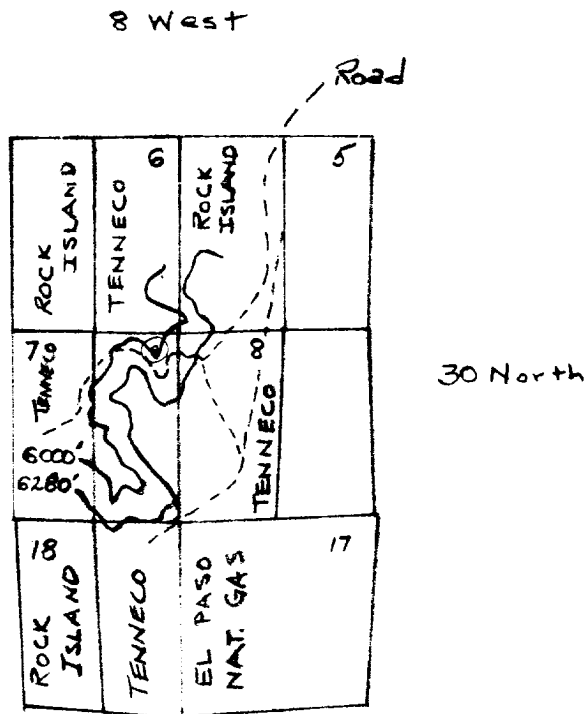 8 West
Road
6
5
ROCK
ISLAND
TENNECO
ROCK
ISLAND
7
8
TENNECO
TENNECO
30 North
6000'
6280'
18
17
ROCK
ISLAND
TENNECO
EL PASO
NAT. GAS